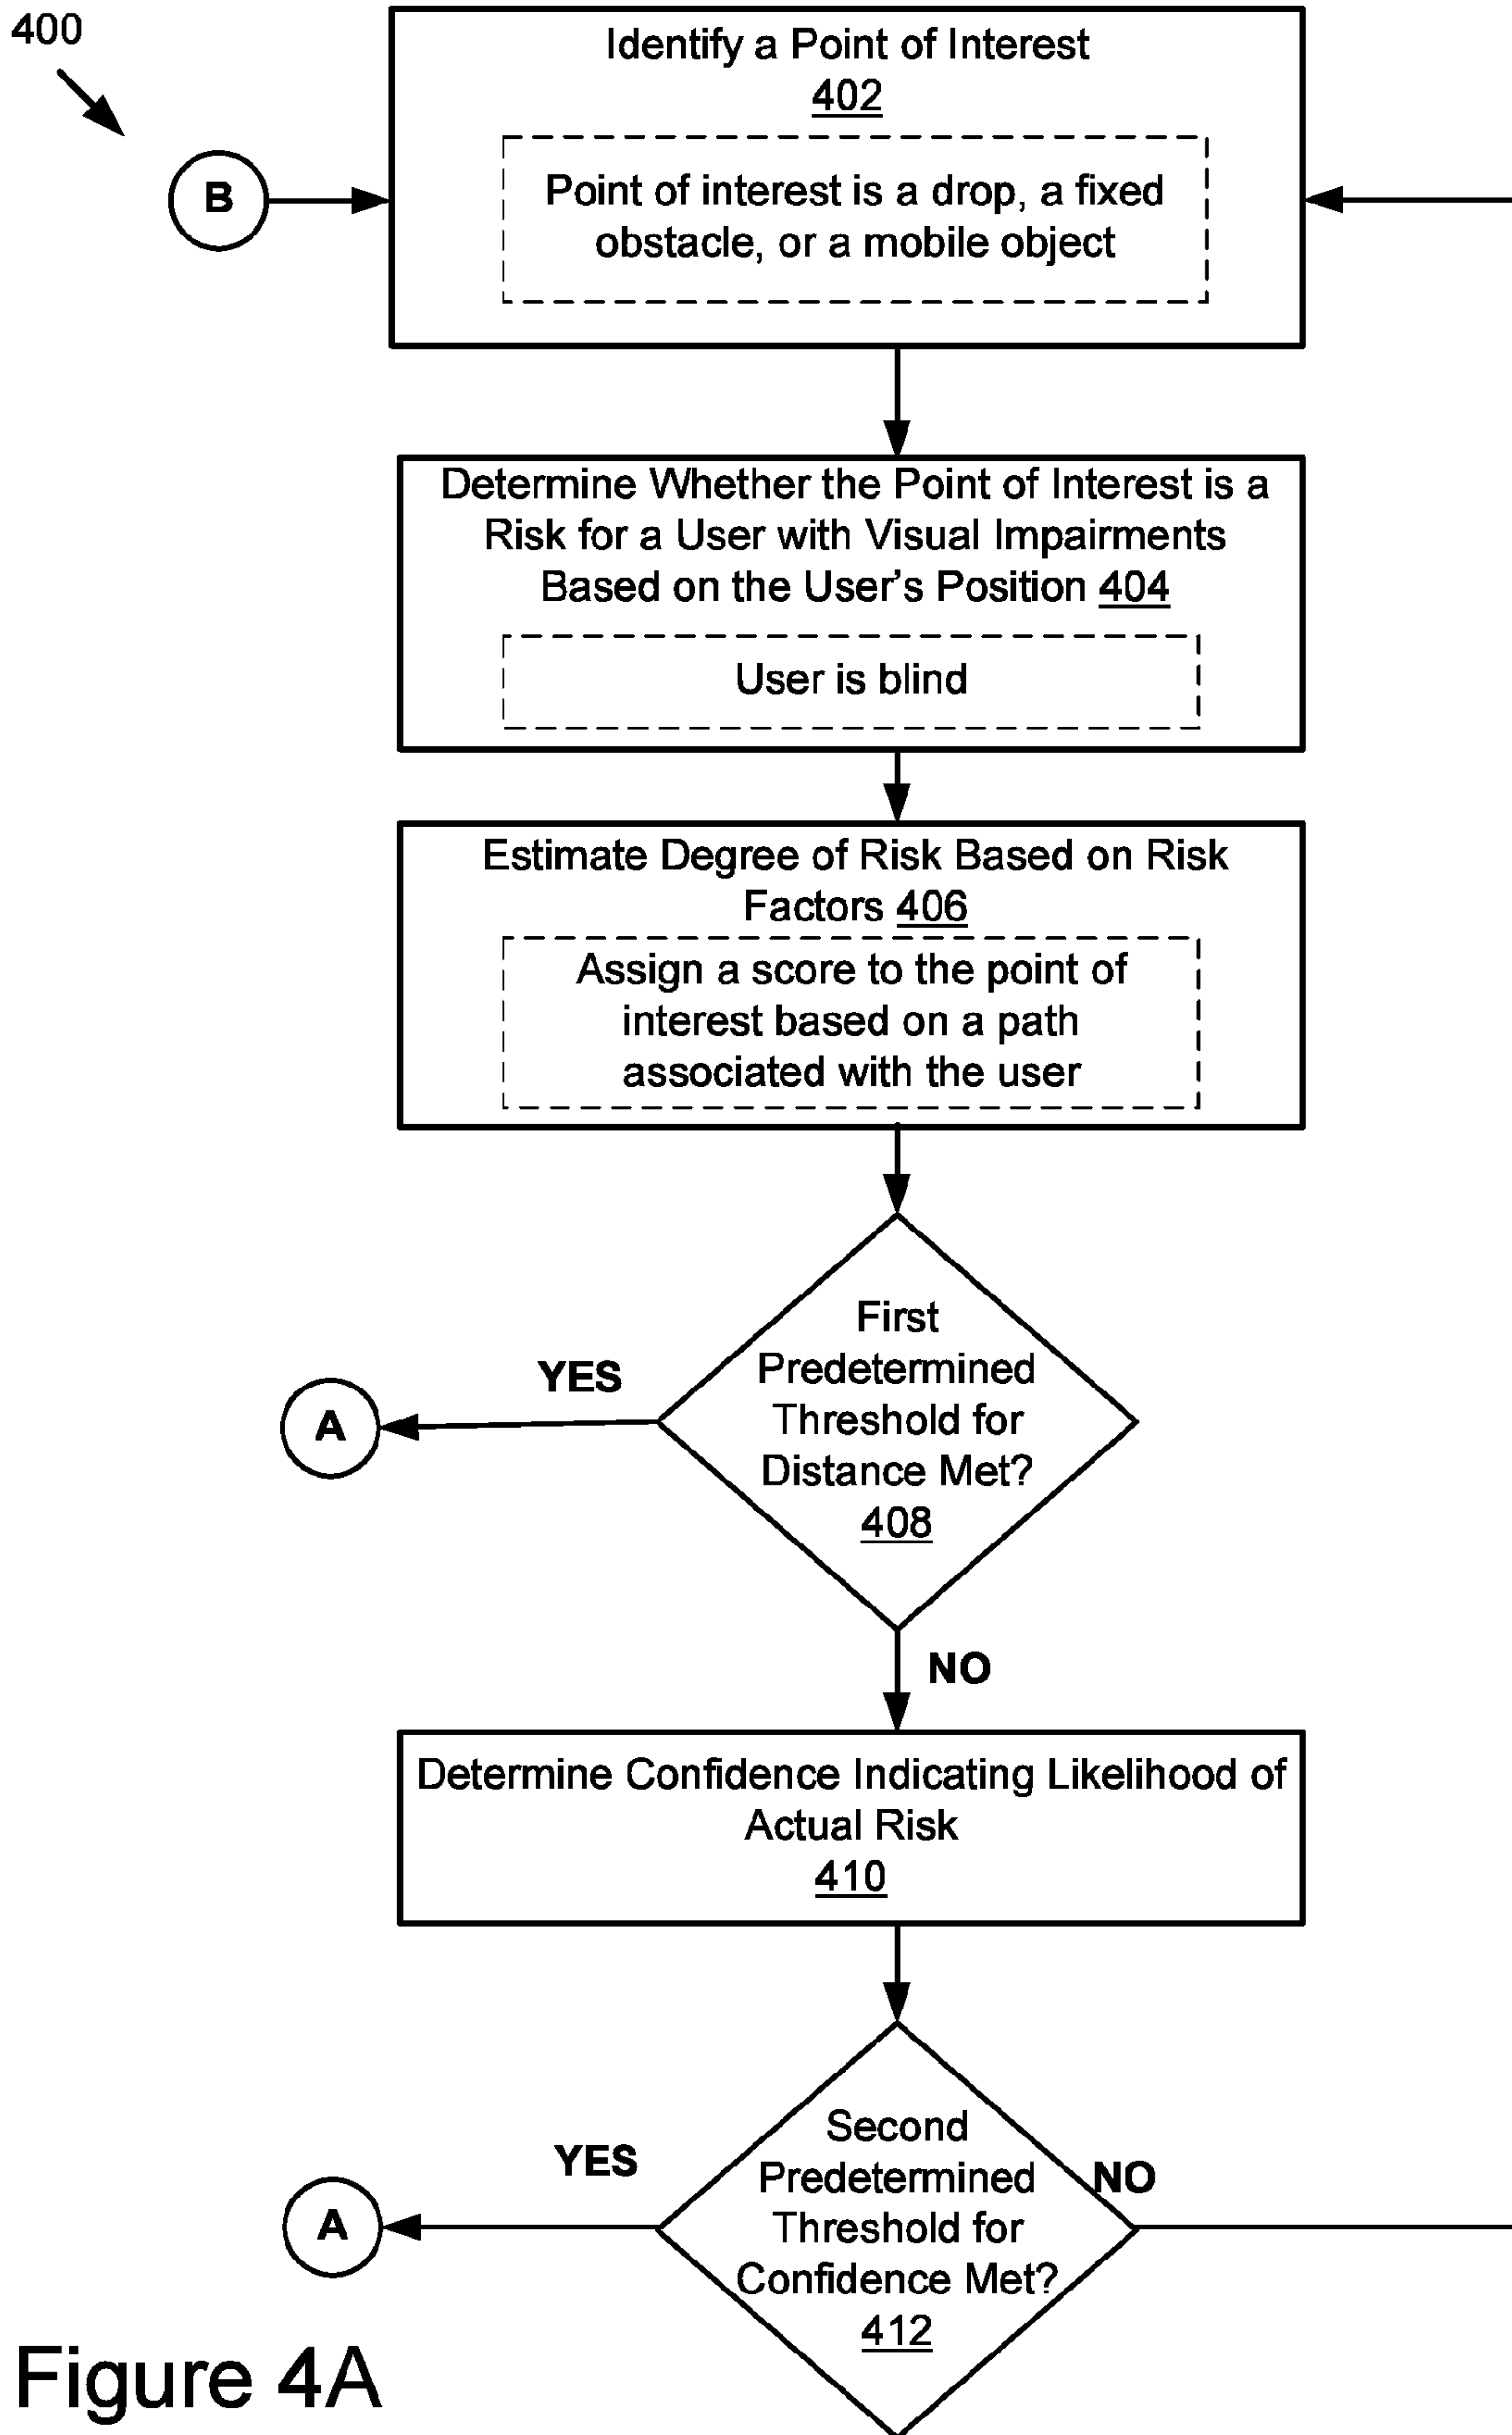 400
Identify a Point of Interest
402
Point of interest is a drop, a fixed
obstacle, or a mobile object
B
Determine Whether the Point of Interest is a
Risk for a User with Visual Impairments
Based on the User's Position 404
User is blind
Estimate Degree of Risk Based on Risk
Factors 406
Assign a score to the point of
interest based on a path
associated with the user
First
Predetermined
Threshold for
Distance Met?
408
YES
A
NO
Determine Confidence Indicating Likelihood of
Actual Risk
410
Second
Predetermined
Threshold for
Confidence Met?
412
YES
NO
A
Figure 4A